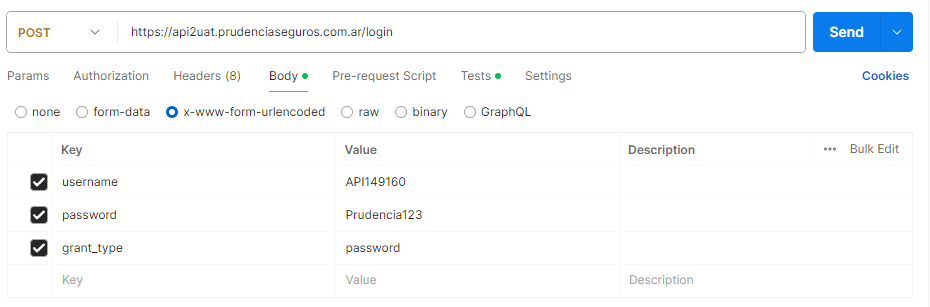 POST https://api2uat.prudenciaseguros.com.ar/login Send
Params Authorization Headers (8) Body Pre-request Script Tests Settings Cookies
none form-data x-www-form-urlencoded raw binary GraphQL
Key Value Description ••• Bulk Edit
username API149160
password Prudencia123
grant_type password
Key Value Description